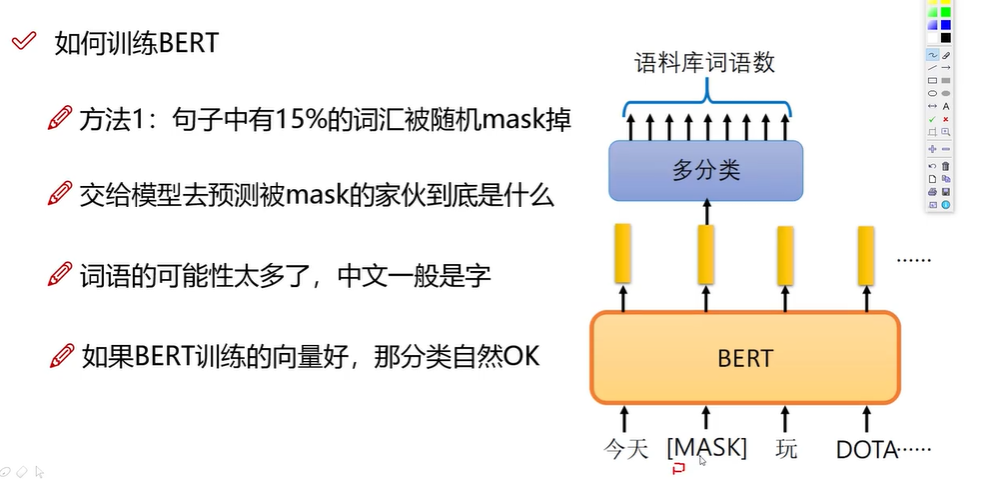 如何训练BERT
方法1：句子中有15%的词汇被随机mask掉
交给模型去预测被mask的家伙到底是什么
词语的可能性太多了，中文一般是字
如果BERT训练的向量好，那分类自然OK
语料库词语数
多分类
......
BERT
今天 [MASK] 玩 DOTA......